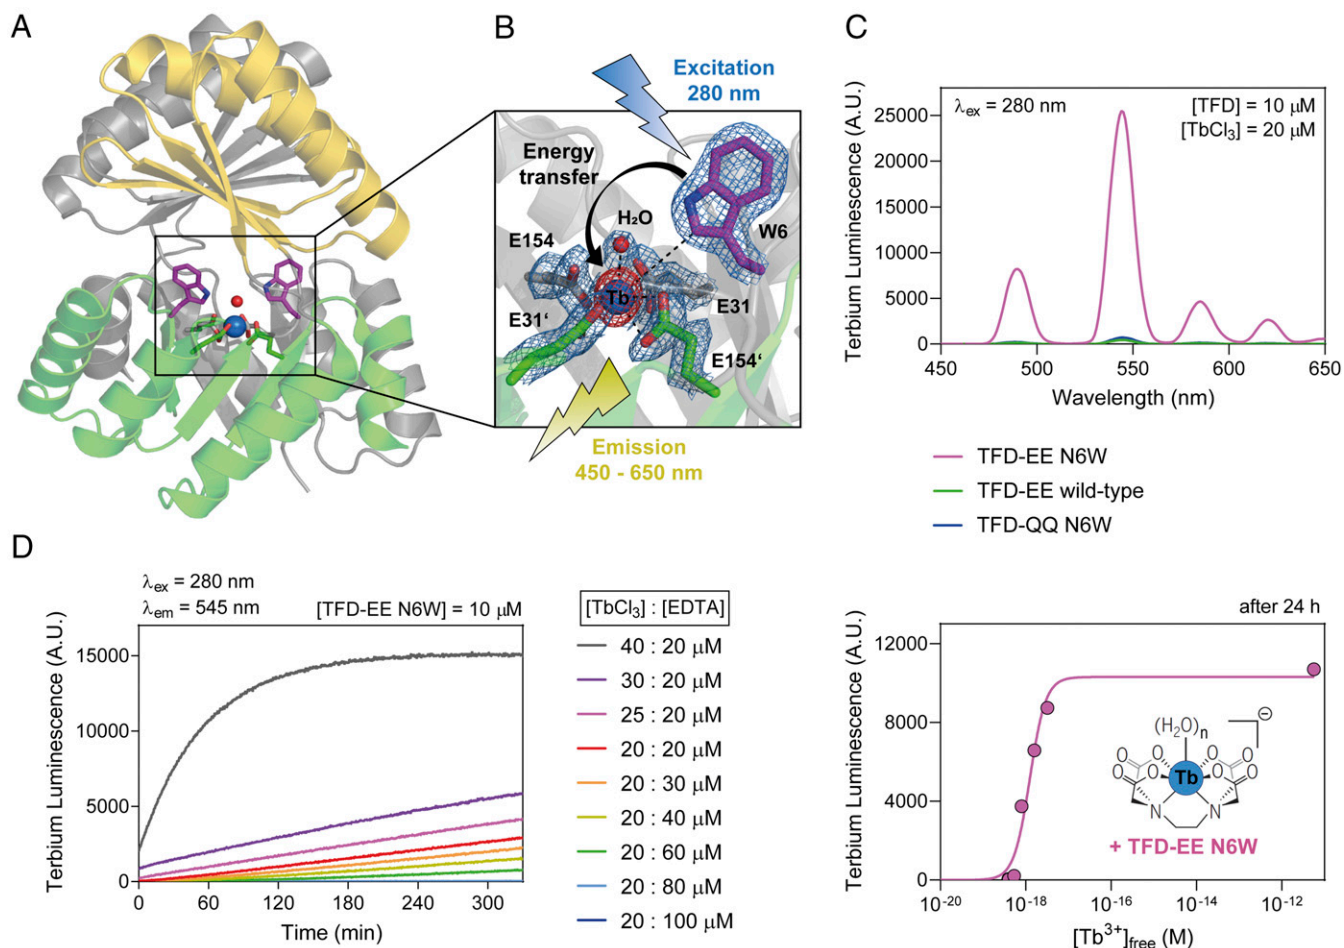 A
B
C
Excitation
280 nm
Energy
transfer
H₂O
W6
E154
Tb
E31
E31‘
E154‘
Emission
450 - 650 nm
λex = 280 nm
[TFD] = 10 μM
[TbCl3] = 20 μM
Terbium Luminescence (A.U.)
25000
20000
15000
10000
5000
0
450
500
550
600
650
Wavelength (nm)
TFD-EE N6W
TFD-EE wild-type
TFD-QQ N6W
D
λex = 280 nm
λem = 545 nm
[TFD-EE N6W] = 10 μM
Terbium Luminescence (A.U.)
15000
10000
5000
0
0
60
120
180
240
300
Time (min)
[TbCl3] : [EDTA]
40 : 20 μM
30 : 20 μM
25 : 20 μM
20 : 20 μM
20 : 30 μM
20 : 40 μM
20 : 60 μM
20 : 80 μM
20 : 100 μM
after 24 h
Terbium Luminescence (A.U.)
12000
8000
4000
0
(H2O)n
⊖
O
O
O
O
O
O
O
O
Tb
N
N
+ TFD-EE N6W
10⁻²⁰
10⁻¹⁸
10⁻¹⁶
10⁻¹⁴
10⁻¹²
[Tb³⁺]free (M)